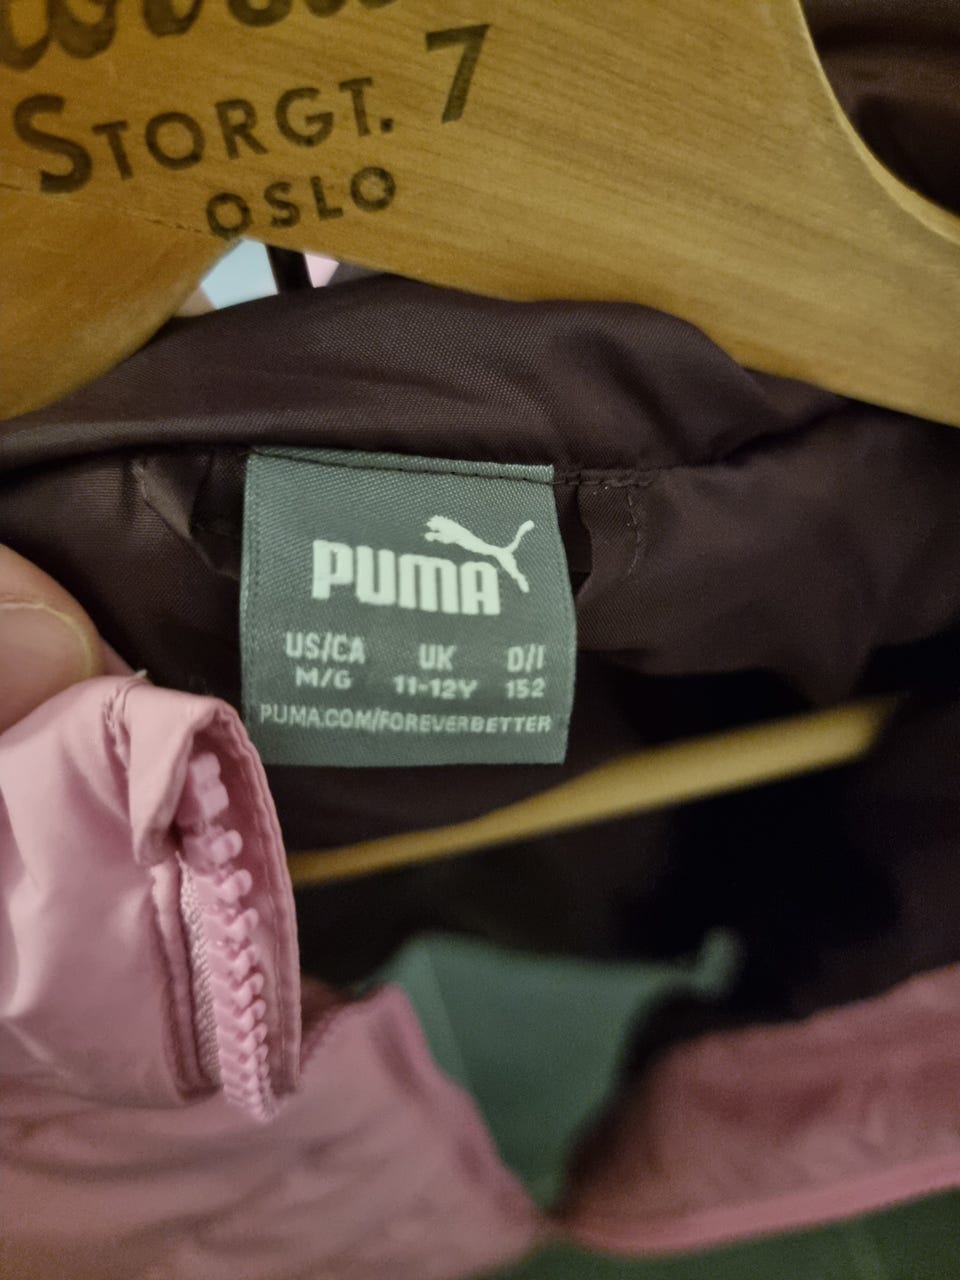 STORGT. 7
OSLO
PUMA
US/CA UK D/I
M/G 11-12Y 152
PUMA.COM/FOREVERBETTER